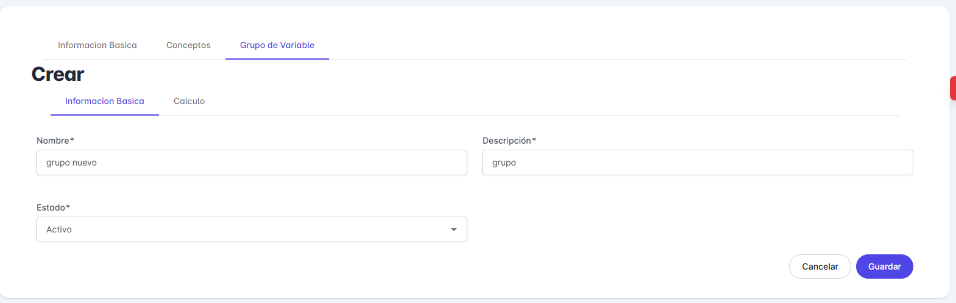 Informacion Basica Conceptos Grupo de Variable
Crear
Informacion Basica Calculo
Nombre* Descripción*
grupo nuevo grupo
Estado*
Activo
Cancelar Guardar